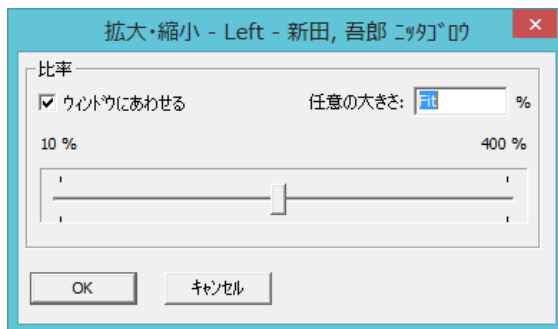 拡大・縮小 - Left - 新田, 吾郎 ﾆｯﾀｺﾞﾛｳ
比率
ウィンドウにあわせる 任意の大きさ: Fit %
10 % 400 %
OK キャンセル